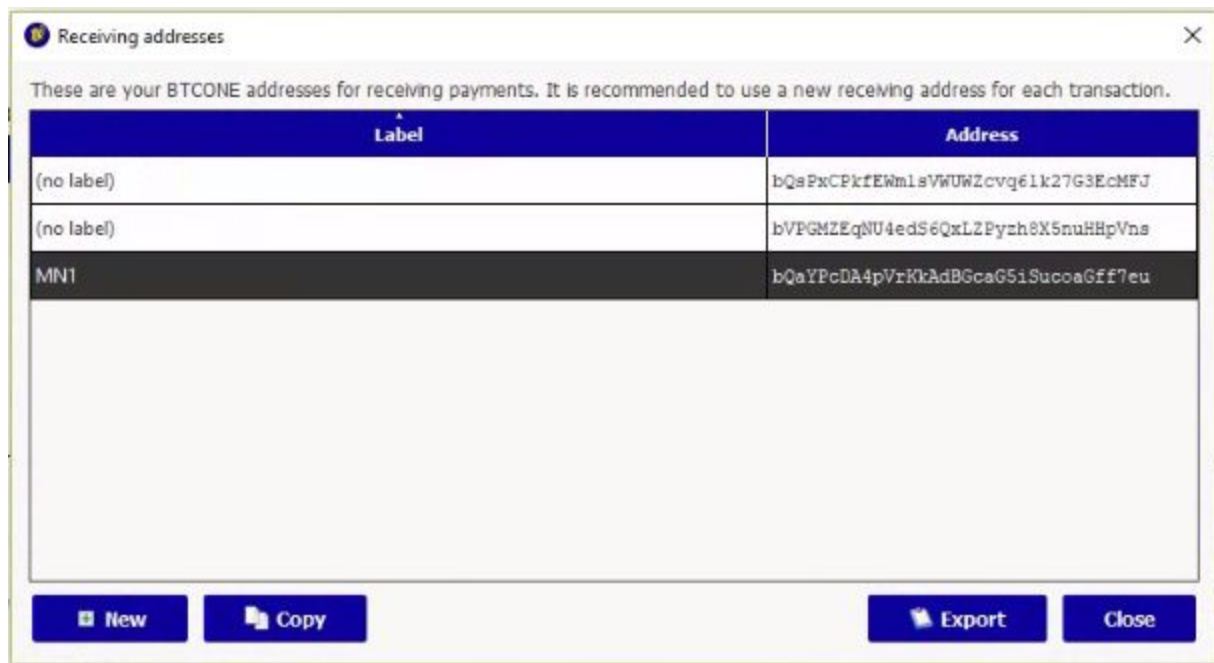 Receiving addresses
These are your BTCONE addresses for receiving payments. It is recommended to use a new receiving address for each transaction.
Label Address
(no label) bQsPxCPkfEWm1sVWUWZcvq61k27G3EcMFJ
(no label) bVPGMZEqNU4edS6QxLZPyzh8X5nuHHpVns
MN1 bQaYPcDA4pVrKkAdBGcaG5iSucoaGff7eu
New Copy Export Close